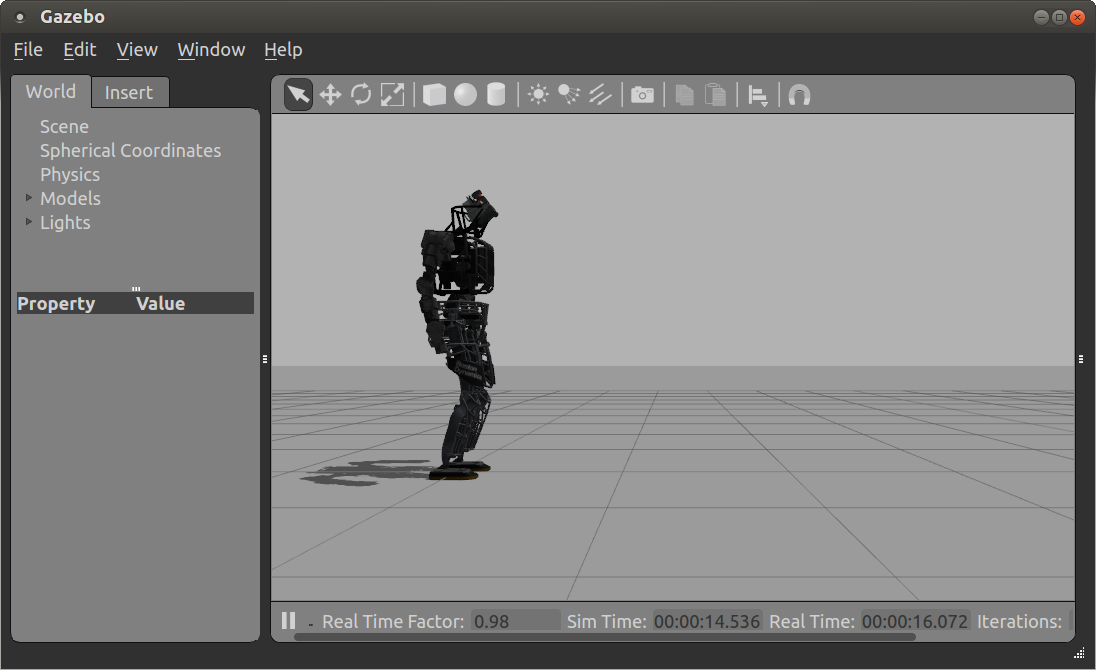 Gazebo
File Edit View Window Help
World Insert
Scene
Spherical Coordinates
Physics
Models
Lights
Property Value
Real Time Factor: 0.98 Sim Time: 00:00:14.536 Real Time: 00:00:16.072 Iterations: